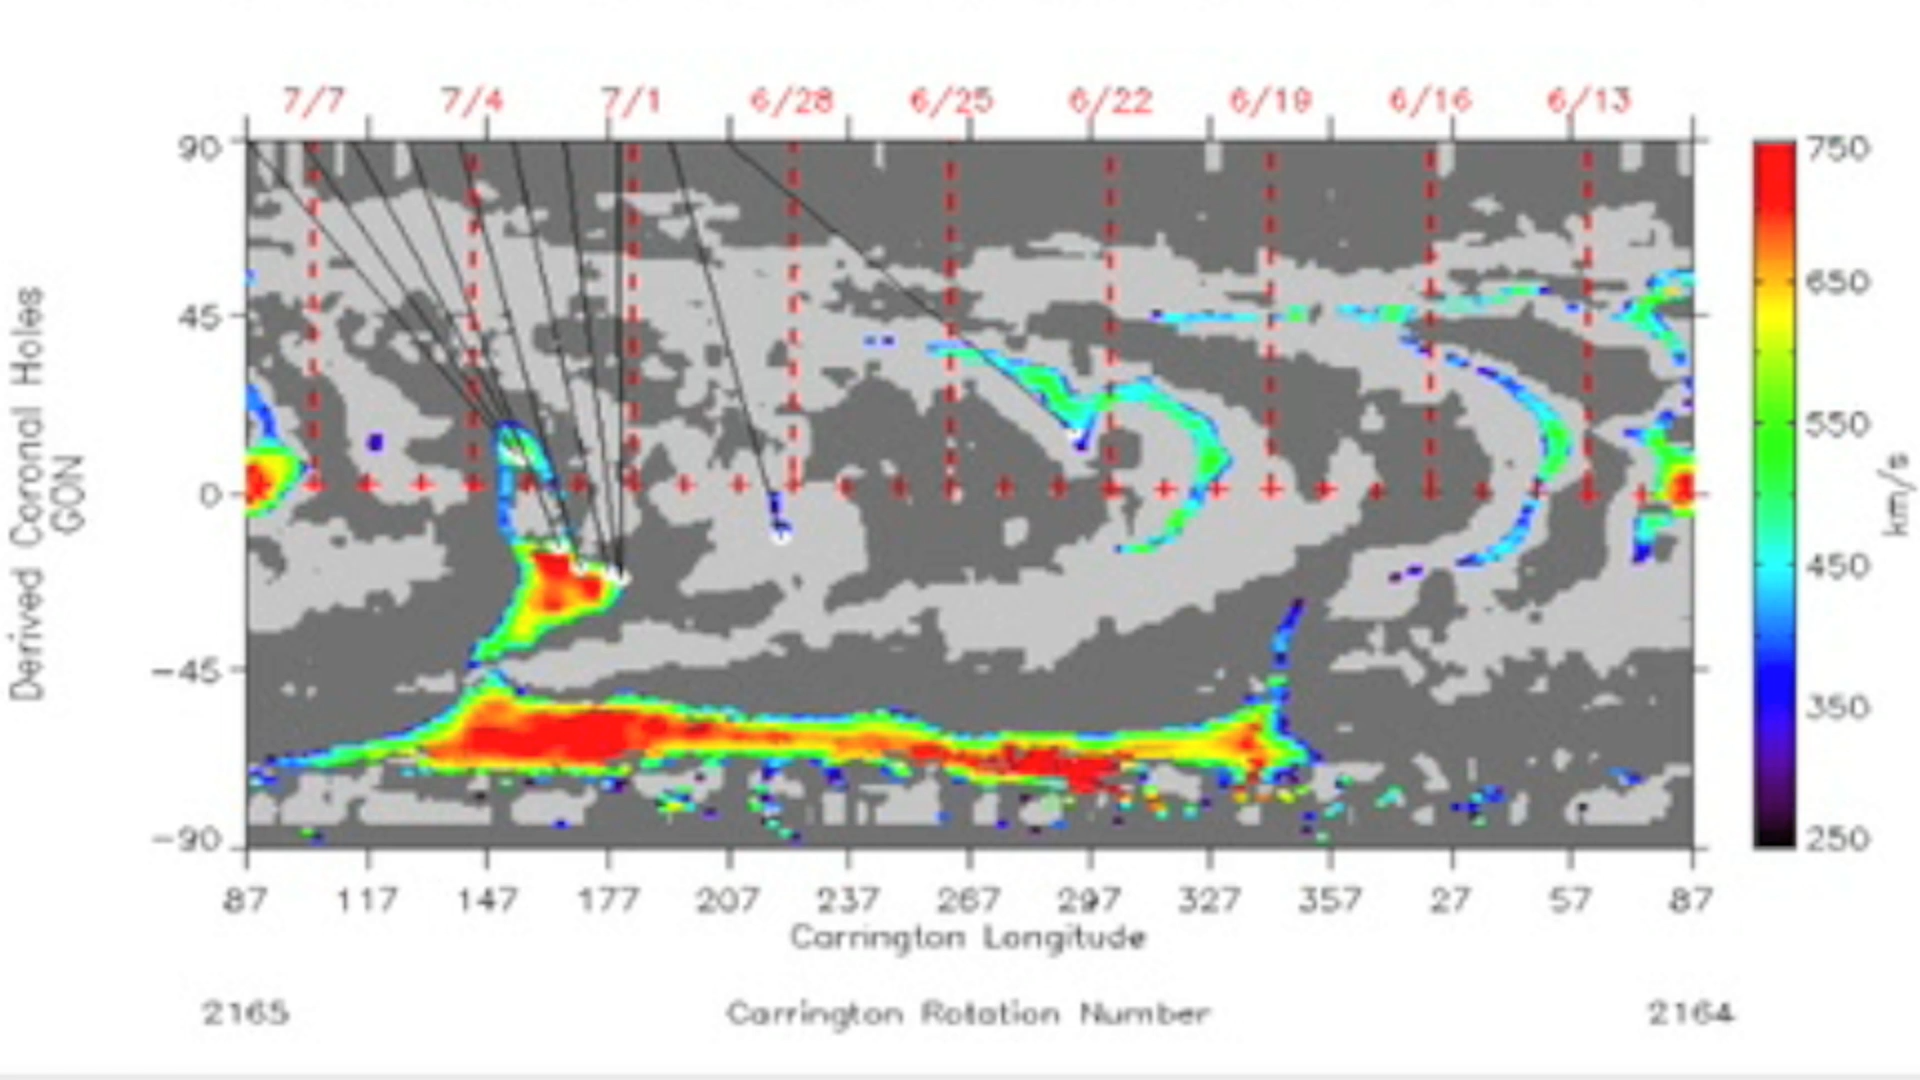 7/7 7/4 7/1 6/28 6/25 6/22 6/19 6/16 6/13
90
45
0
-45
-90
Derived Coronal Holes
GON
750
650
550
450
350
250
km/s
87 117 147 177 207 237 267 297 327 357 27 57 87
Carrington Longitude
2165 Carrington Rotation Number 2164